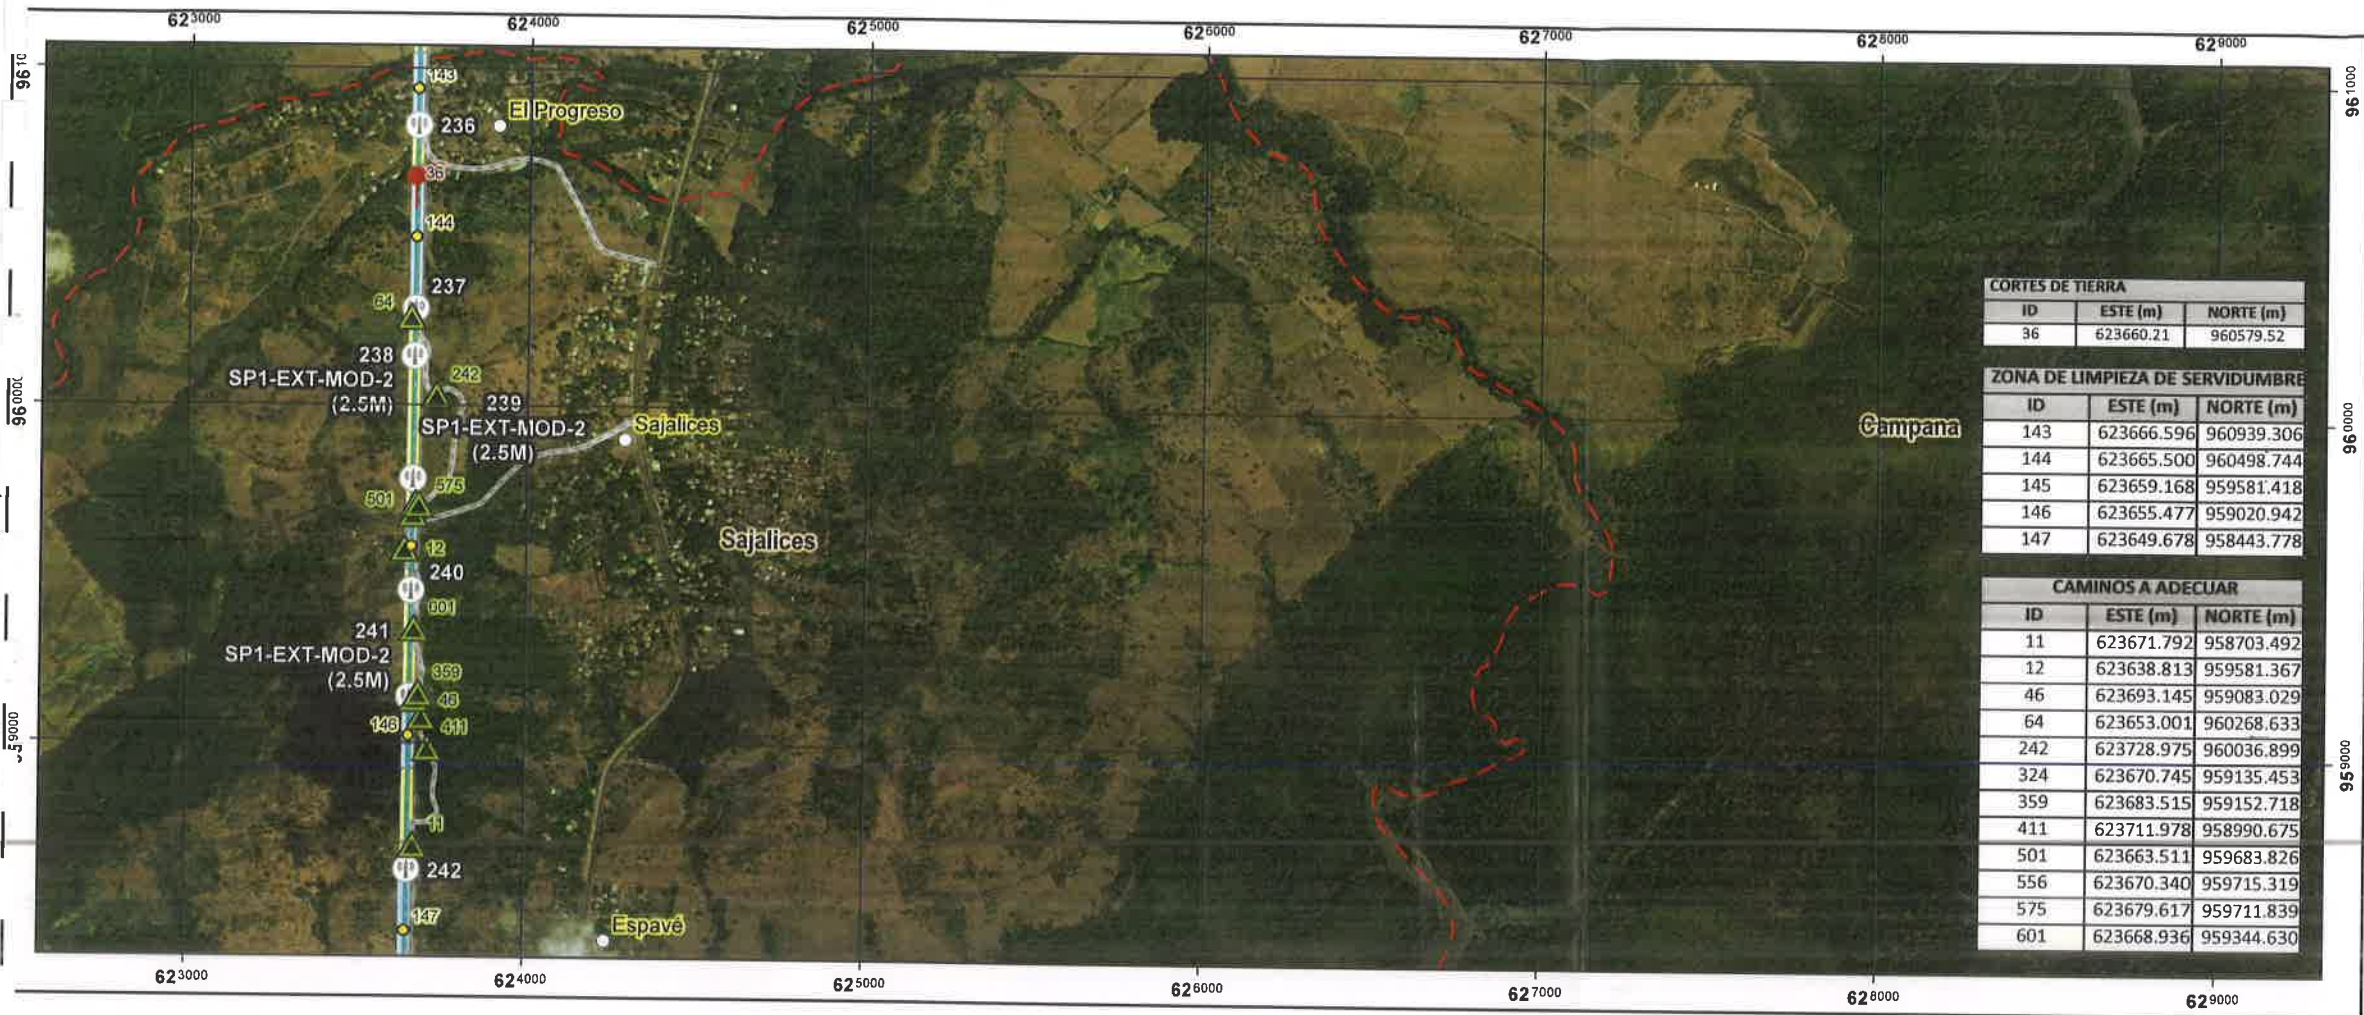 623000 624000 625000 626000 627000 628000 629000
961000
143
El Progreso
236
36
144
237
64
238
SP1-EXT-MOD-2
(2.5M)
242
239
SP1-EXT-MOD-2
(2.5M)
Sajalices
575
501
Sajalices
12
240
601
241
SP1-EXT-MOD-2
(2.5M)
359
46
146
411
11
242
147
Espavé
Campana
960000
960000
959000
CORTES DE TIERRA
ID ESTE (m) NORTE (m)
36 623660.21 960579.52
ZONA DE LIMPIEZA DE SERVIDUMBRE
ID ESTE (m) NORTE (m)
143 623666.596 960939.306
144 623665.500 960498.744
145 623659.168 959581.418
146 623655.477 959020.942
147 623649.678 958443.778
CAMINOS A ADECUAR
ID ESTE (m) NORTE (m)
11 623671.792 958703.492
12 623638.813 959581.367
46 623693.145 959083.029
64 623653.001 960268.633
242 623728.975 960036.899
324 623670.745 959135.453
359 623683.515 959152.718
411 623711.978 958990.675
501 623663.511 959683.826
556 623670.340 959715.319
575 623679.617 959711.839
601 623668.936 959344.630
623000 624000 625000 626000 627000 628000 629000